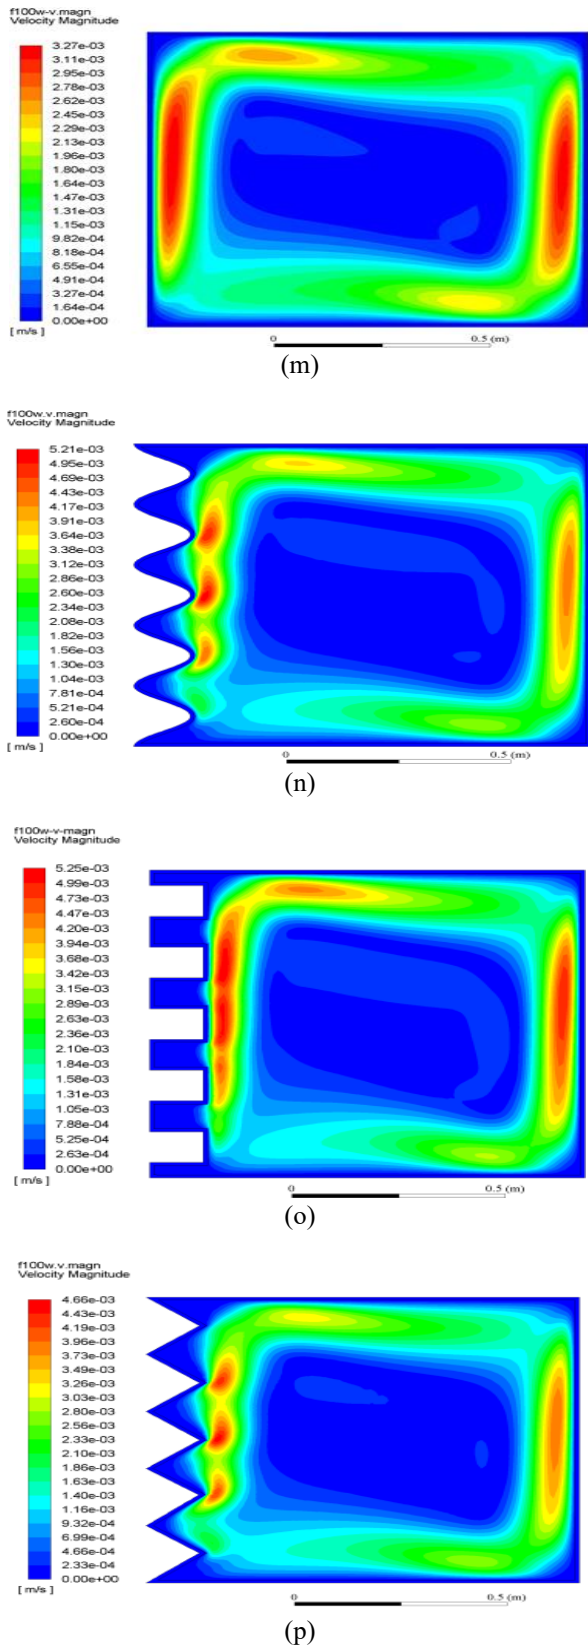 f100w-v.magn
Velocity Magnitude
3.27e-03
3.11e-03
2.95e-03
2.78e-03
2.62e-03
2.45e-03
2.29e-03
2.13e-03
1.96e-03
1.80e-03
1.64e-03
1.47e-03
1.31e-03
1.15e-03
9.82e-04
8.18e-04
6.55e-04
4.91e-04
3.27e-04
1.64e-04
0.00e+00
[ m/s ]
0 0.5 (m)
(m)
f100w.v.magn
Velocity Magnitude
5.21e-03
4.95e-03
4.69e-03
4.43e-03
4.17e-03
3.91e-03
3.64e-03
3.38e-03
3.12e-03
2.86e-03
2.60e-03
2.34e-03
2.08e-03
1.82e-03
1.56e-03
1.30e-03
1.04e-03
7.81e-04
5.21e-04
2.60e-04
0.00e+00
[ m/s ]
0 0.5 (m)
(n)
f100w-v-magn
Velocity Magnitude
5.25e-03
4.99e-03
4.73e-03
4.47e-03
4.20e-03
3.94e-03
3.68e-03
3.42e-03
3.15e-03
2.89e-03
2.63e-03
2.36e-03
2.10e-03
1.84e-03
1.58e-03
1.31e-03
1.05e-03
7.88e-04
5.25e-04
2.63e-04
0.00e+00
[ m/s ]
0 0.5 (m)
(o)
f100w.v.magn
Velocity Magnitude
4.66e-03
4.43e-03
4.19e-03
3.96e-03
3.73e-03
3.49e-03
3.26e-03
3.03e-03
2.80e-03
2.56e-03
2.33e-03
2.10e-03
1.86e-03
1.63e-03
1.40e-03
1.16e-03
9.32e-04
6.99e-04
4.66e-04
2.33e-04
0.00e+00
[ m/s ]
0 0.5 (m)
(p)